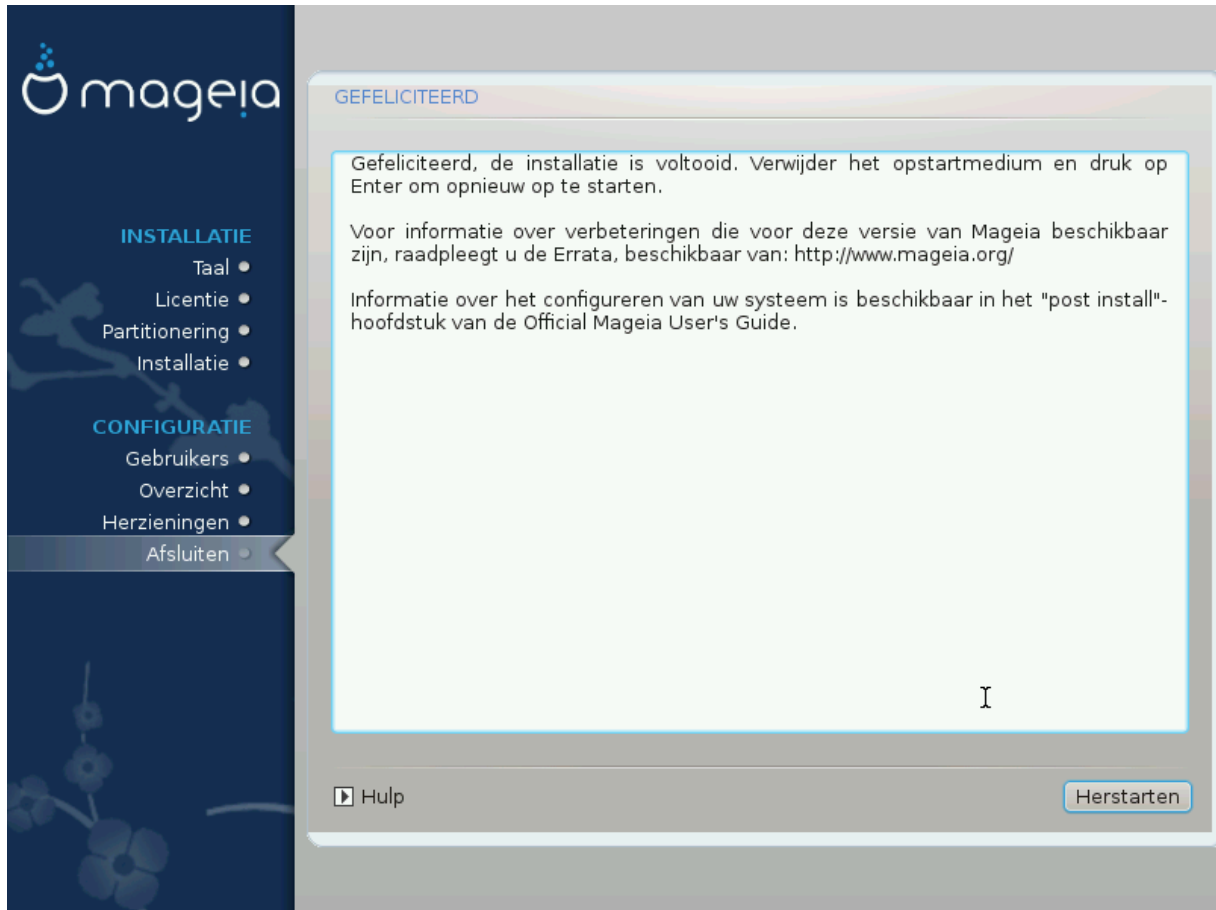 mageia
INSTALLATIE
Taal
Licentie
Partitionering
Installatie
CONFIGURATIE
Gebruikers
Overzicht
Herzieningen
Afsluiten
GEFELICITEERD
Gefeliciteerd, de installatie is voltooid. Verwijder het opstartmedium en druk op
Enter om opnieuw op te starten.
Voor informatie over verbeteringen die voor deze versie van Mageia beschikbaar
zijn, raadpleegt u de Errata, beschikbaar van: http://www.mageia.org/
Informatie over het configureren van uw systeem is beschikbaar in het "post install"-
hoofdstuk van de Official Mageia User's Guide.
Hulp
Herstarten